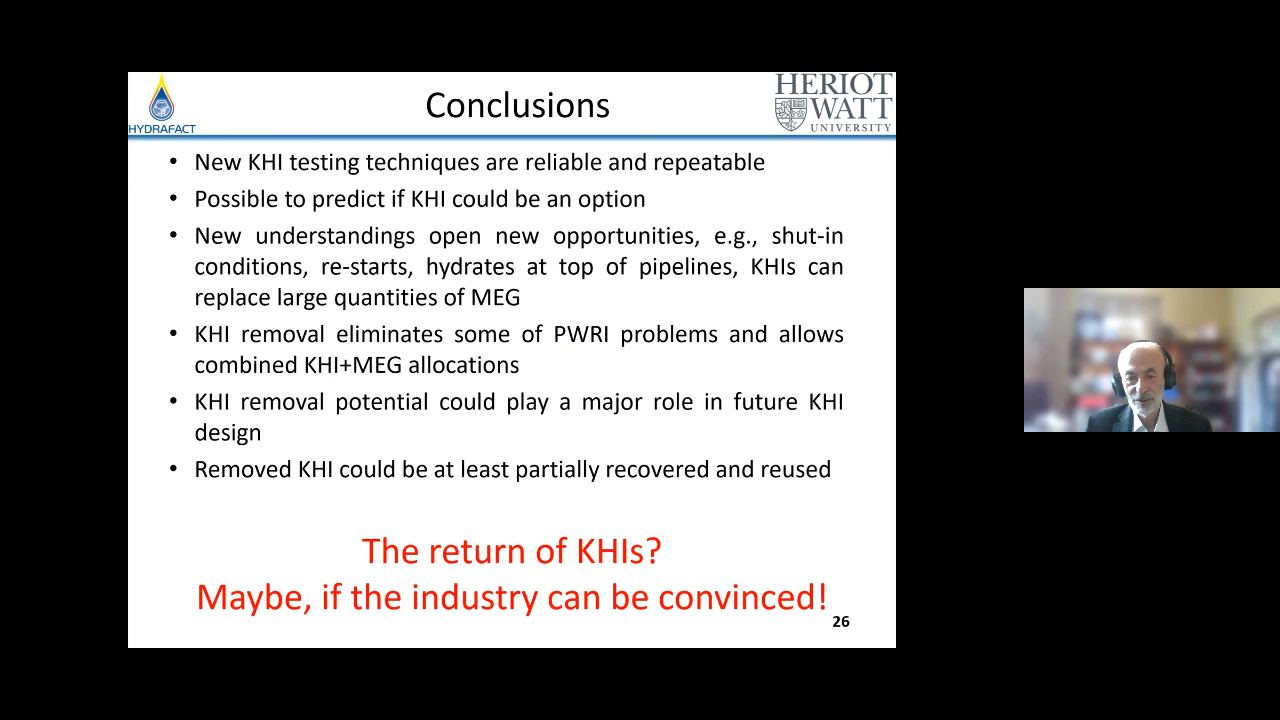 HYDRAFACT
Conclusions
HERIOT
WATT
UNIVERSITY
• New KHI testing techniques are reliable and repeatable
• Possible to predict if KHI could be an option
• New understandings open new opportunities, e.g., shut-in
conditions, re-starts, hydrates at top of pipelines, KHIs can
replace large quantities of MEG
• KHI removal eliminates some of PWRI problems and allows
combined KHI+MEG allocations
• KHI removal potential could play a major role in future KHI
design
• Removed KHI could be at least partially recovered and reused
The return of KHIs?
Maybe, if the industry can be convinced!
26